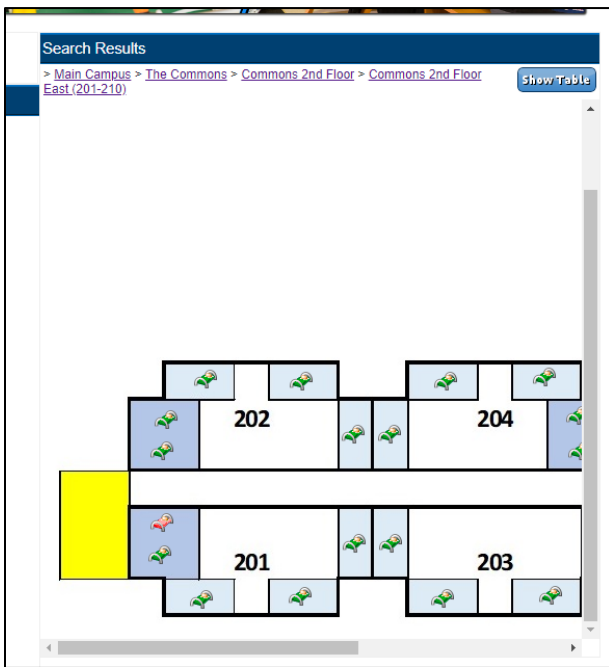 Search Results
> Main Campus > The Commons > Commons 2nd Floor > Commons 2nd Floor
East (201-210)
Show Table
202
204
201
203